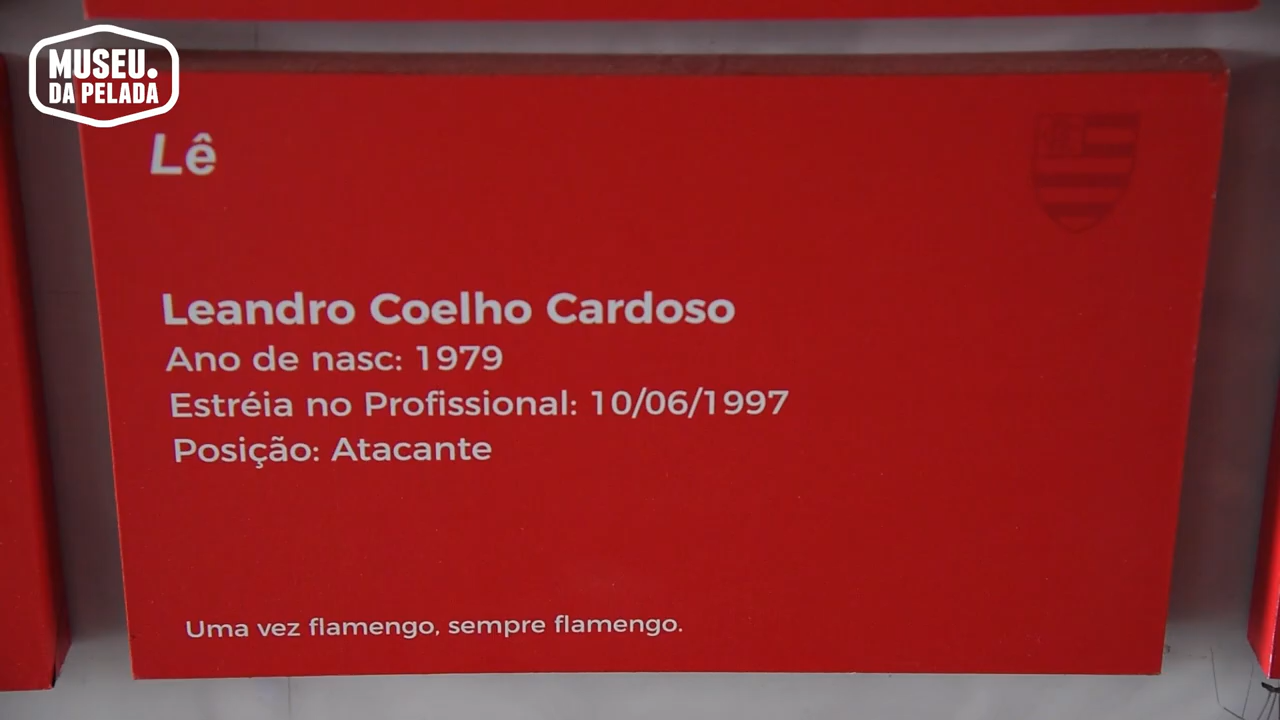 MUSEU.
DA PELADA
Lê
Leandro Coelho Cardoso
Ano de nasc: 1979
Estréia no Profissional: 10/06/1997
Posição: Atacante
Uma vez flamengo, sempre flamengo.